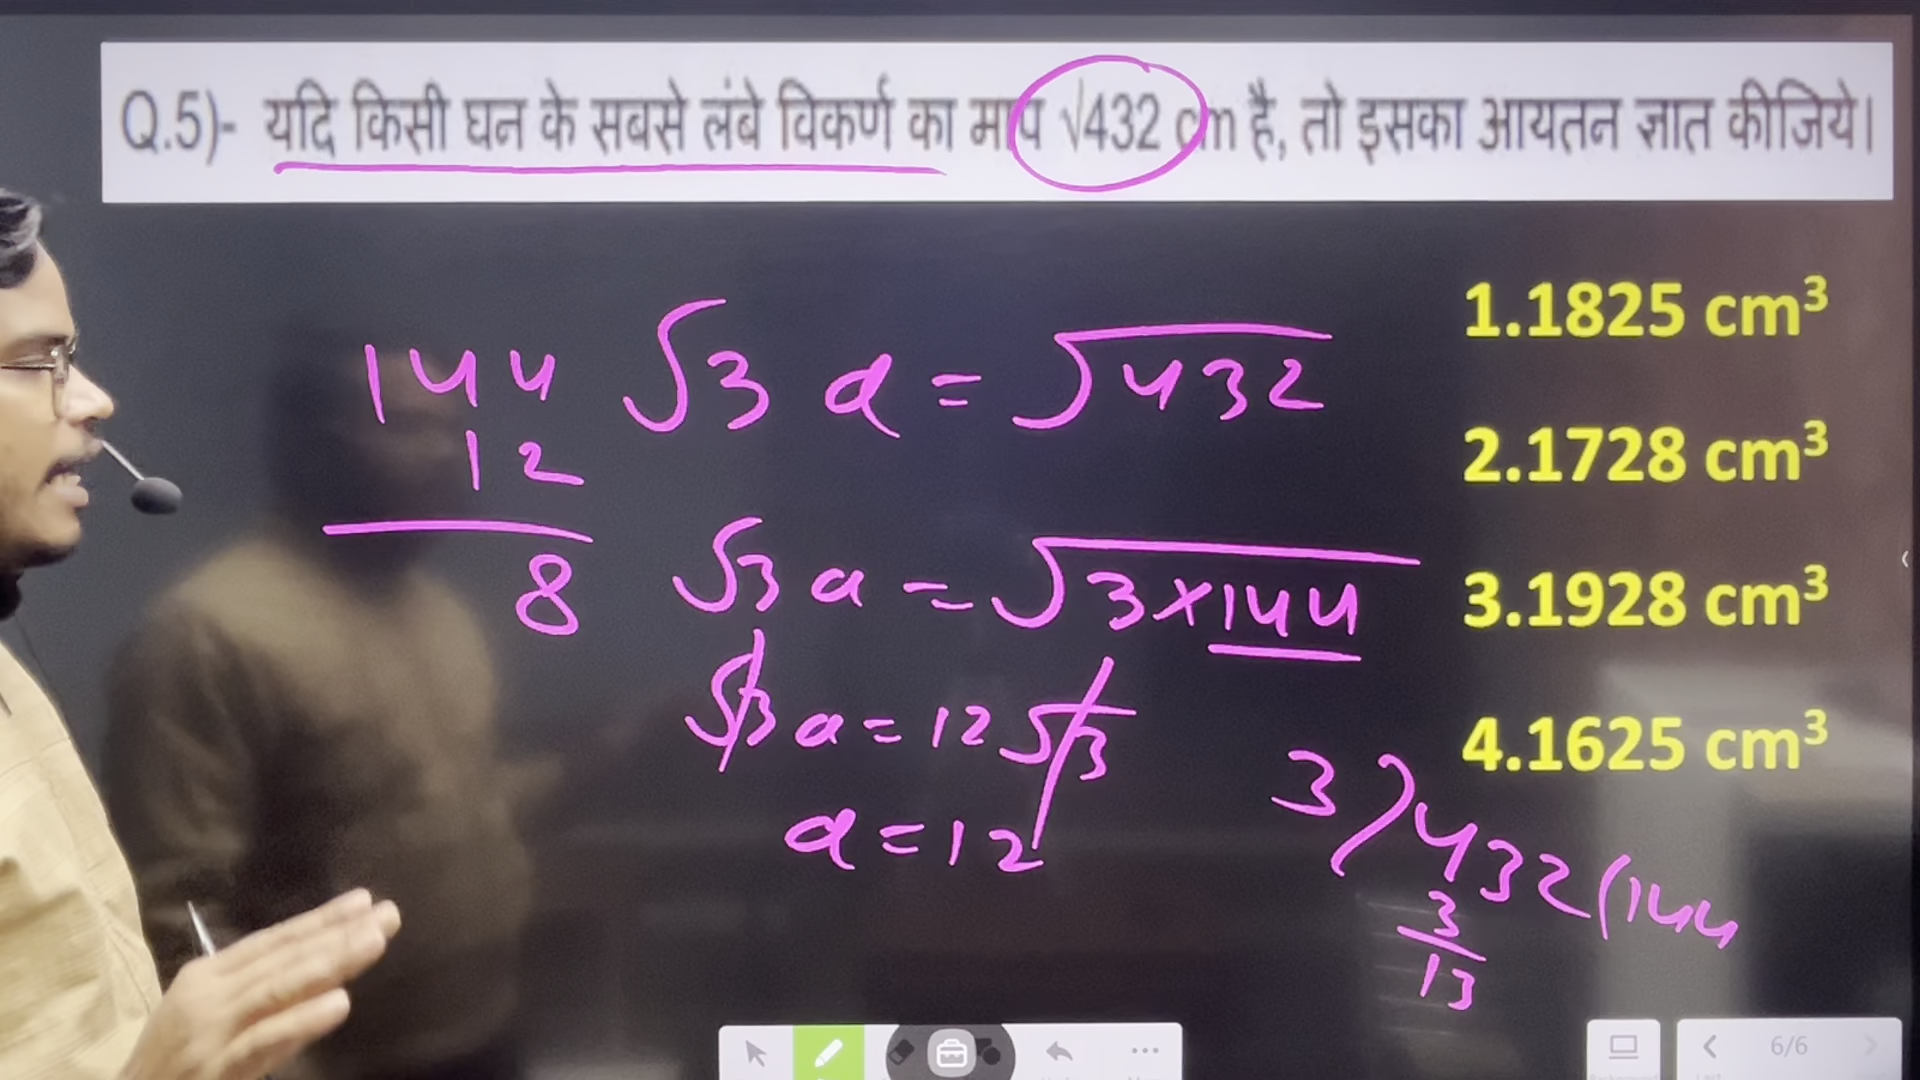 Q.5)- यदि किसी घन के सबसे लंबे विकर्ण का माप √432 cm है, तो इसका आयतन ज्ञात कीजिये।
144
12
8
√3 a = √432
√3 a = √3×144
√3 a = 12√3
a = 12
1.1825 cm³
2.1728 cm³
3.1928 cm³
4.1625 cm³
3)432(144
3
13
6/6